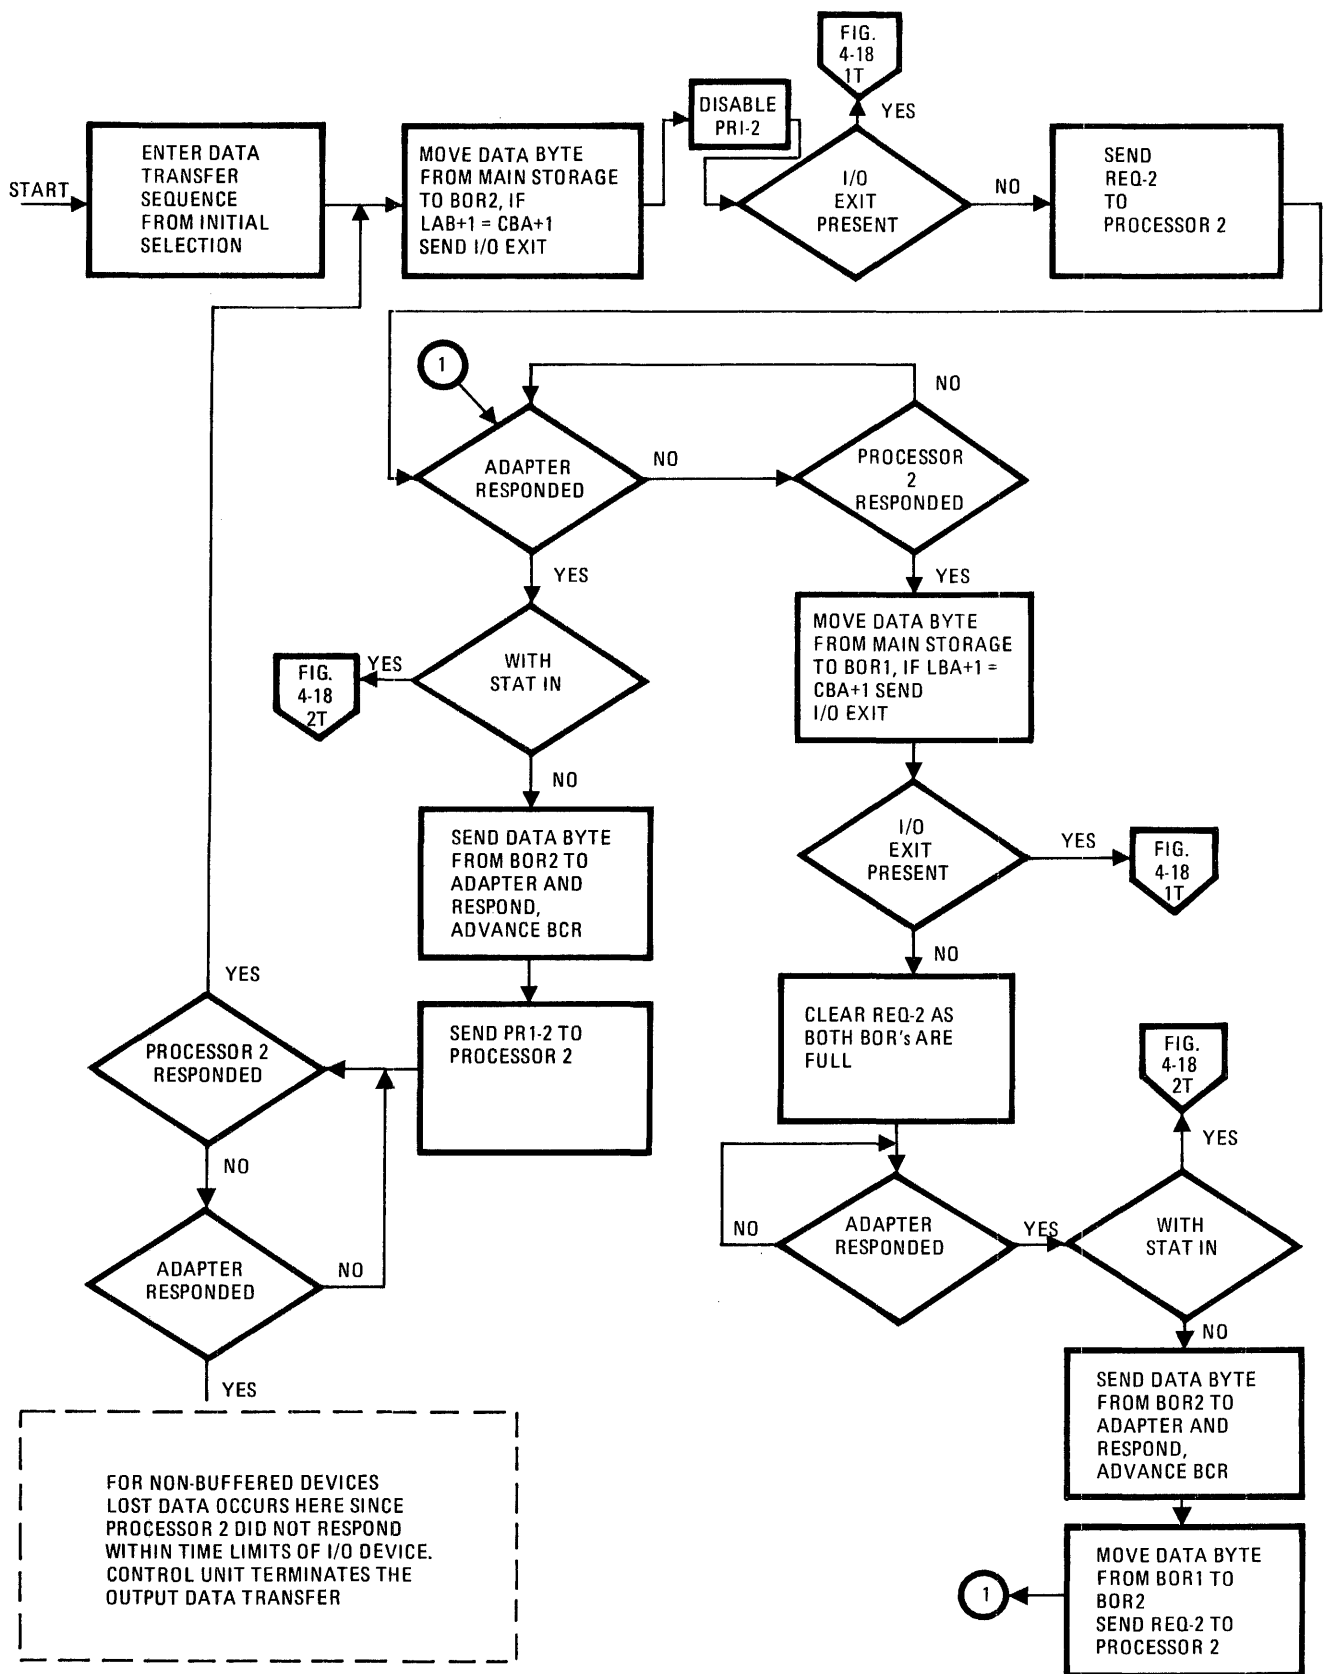 FIG.
4-18
1T
YES
START
ENTER DATA
TRANSFER
SEQUENCE
FROM INITIAL
SELECTION
MOVE DATA BYTE
FROM MAIN STORAGE
TO BOR2, IF
LAB+1 = CBA+1
SEND I/O EXIT
DISABLE
PRI-2
I/O
EXIT
PRESENT
NO
SEND
REQ-2
TO
PROCESSOR 2
1
ADAPTER
RESPONDED
NO
PROCESSOR
2
RESPONDED
NO
YES
YES
WITH
STAT IN
YES
FIG.
4-18
2T
NO
MOVE DATA BYTE
FROM MAIN STORAGE
TO BOR1, IF LBA+1 =
CBA+1 SEND
I/O EXIT
I/O
EXIT
PRESENT
YES
FIG.
4-18
1T
NO
SEND DATA BYTE
FROM BOR2 TO
ADAPTER AND
RESPOND,
ADVANCE BCR
SEND PR1-2 TO
PROCESSOR 2
YES
PROCESSOR 2
RESPONDED
NO
ADAPTER
RESPONDED
NO
YES
FOR NON-BUFFERED DEVICES
LOST DATA OCCURS HERE SINCE
PROCESSOR 2 DID NOT RESPOND
WITHIN TIME LIMITS OF I/O DEVICE.
CONTROL UNIT TERMINATES THE
OUTPUT DATA TRANSFER
CLEAR REQ-2 AS
BOTH BOR's ARE
FULL
ADAPTER
RESPONDED
NO
YES
WITH
STAT IN
YES
FIG.
4-18
2T
NO
SEND DATA BYTE
FROM BOR2 TO
ADAPTER AND
RESPOND,
ADVANCE BCR
MOVE DATA BYTE
FROM BOR1 TO
BOR2
SEND REQ-2 TO
PROCESSOR 2
1